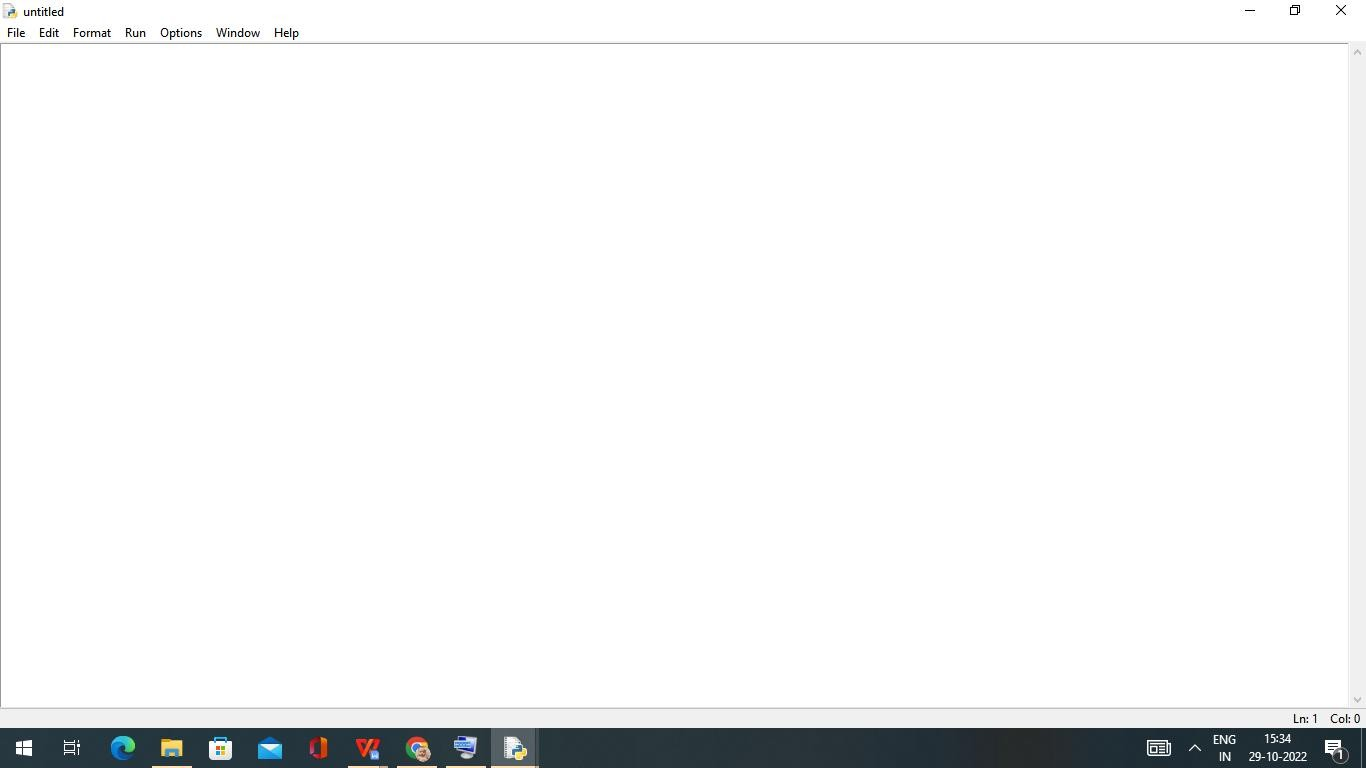 untitled
File Edit Format Run Options Window Help
Ln: 1 Col: 0
ENG 15:34
IN 29-10-2022 1